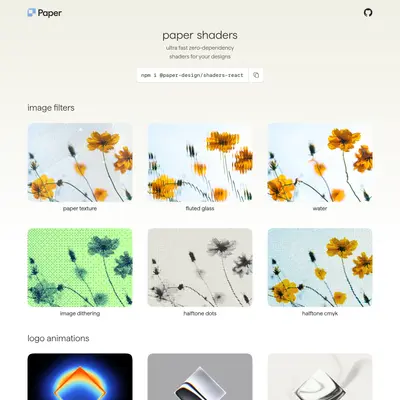 Paper
paper shaders
ultra fast zero-dependency
shaders for your designs
npm i @paper-design/shaders-react
image filters
paper texture
fluted glass
water
image dithering
halftone dots
halftone cmyk
logo animations